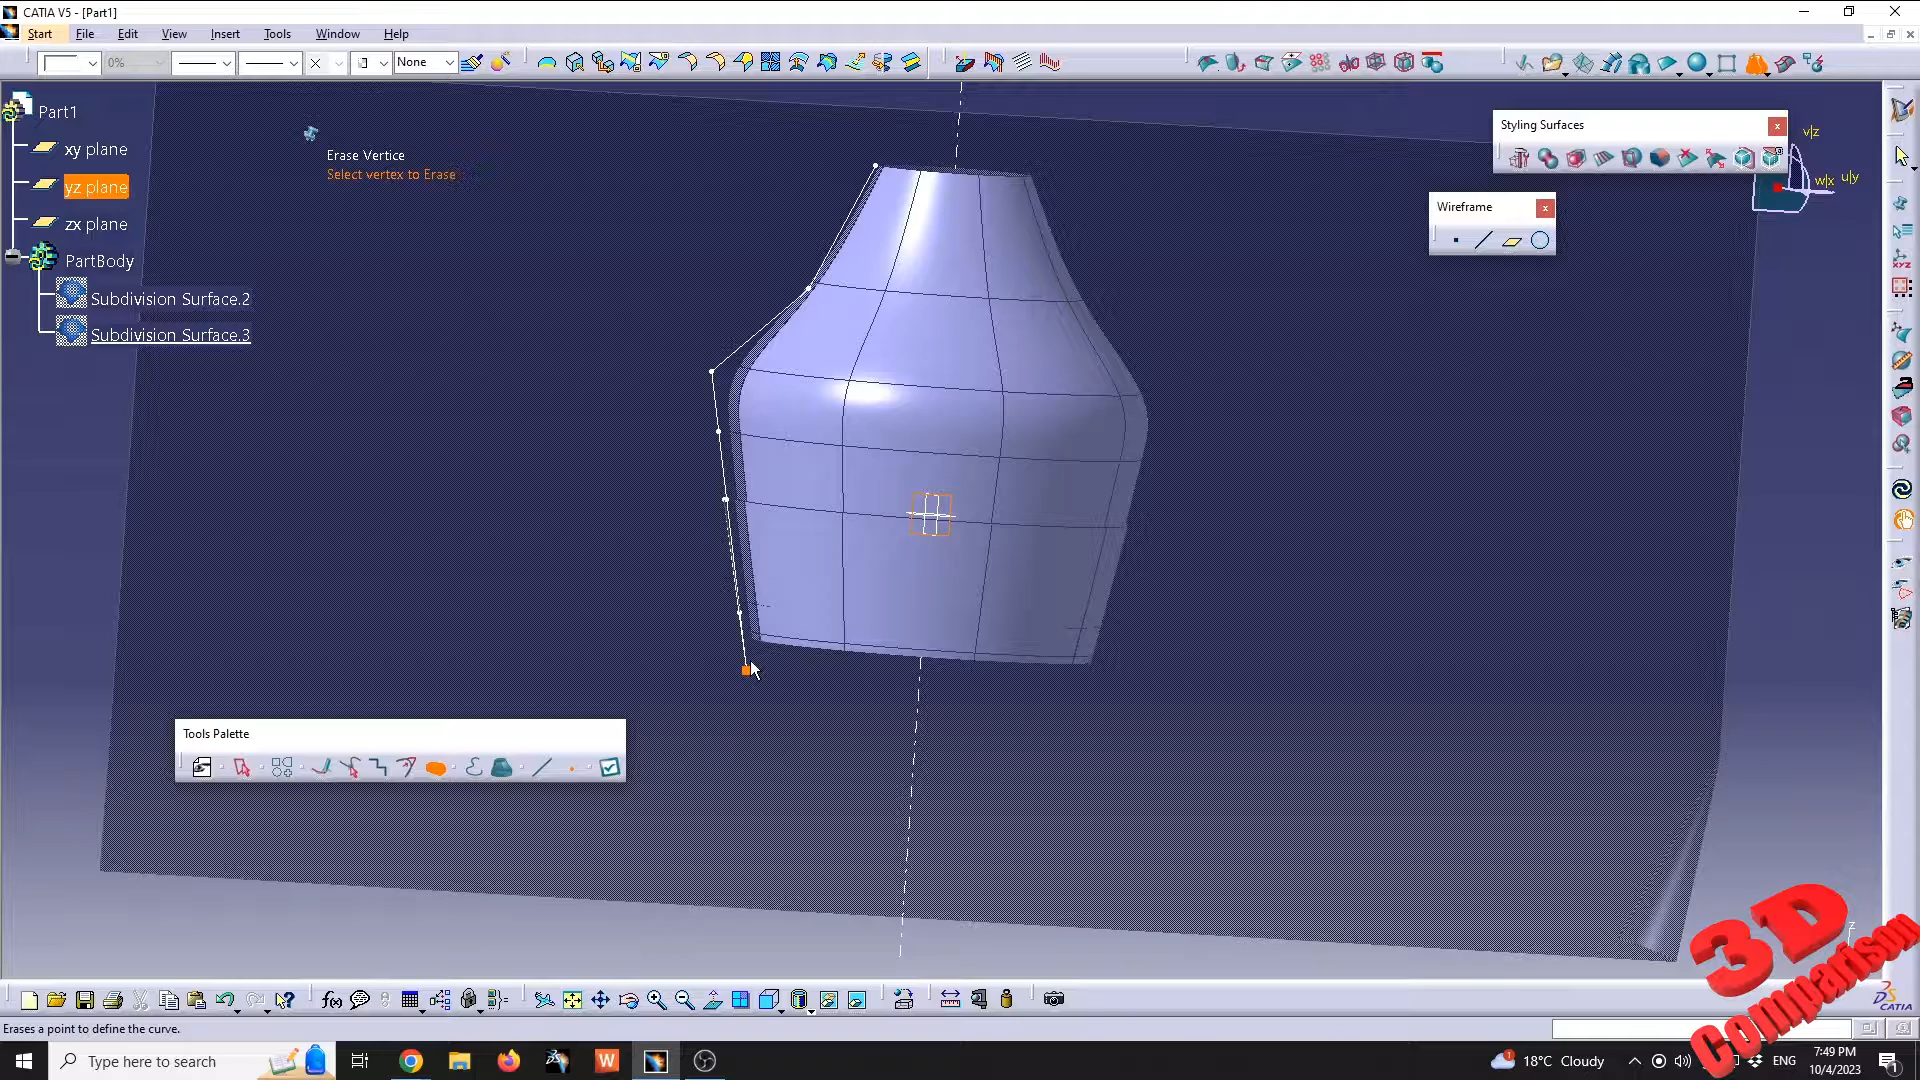 CATIA V5 - [Part1]
Start File Edit View Insert Tools Window Help
0% None
Part1
xy plane
yz plane
zx plane
PartBody
Subdivision Surface.2
Subdivision Surface.3
Erase Vertice
Select vertex to Erase
Styling Surfaces
Wireframe
v|z
w|x
u|y
Tools Palette
z
3D
Comparison
CATIA
Erases a point to define the curve.
Type here to search
18°C Cloudy
ENG
7:49 PM
10/4/2023